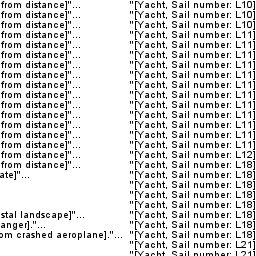 from distance]"... "[Yacht, Sail number: L10]
from distance]"... "[Yacht, Sail number: L10]
from distance]"... "[Yacht, Sail number: L10]
from distance]"... "[Yacht, Sail number: L11]
from distance]"... "[Yacht, Sail number: L11]
from distance]"... "[Yacht, Sail number: L11]
from distance]"... "[Yacht, Sail number: L11]
from distance]"... "[Yacht, Sail number: L11]
from distance]"... "[Yacht, Sail number: L11]
from distance]"... "[Yacht, Sail number: L11]
from distance]"... "[Yacht, Sail number: L11]
from distance]"... "[Yacht, Sail number: L11]
from distance]"... "[Yacht, Sail number: L11]
from distance]"... "[Yacht, Sail number: L11]
from distance]"... "[Yacht, Sail number: L11]
from distance]"... "[Yacht, Sail number: L12]
from distance]"... "[Yacht, Sail number: L18]
ate]"... "[Yacht, Sail number: L18]
"[Yacht, Sail number: L18]
"[Yacht, Sail number: L18]
"[Yacht, Sail number: L18]
stal landscape]"... "[Yacht, Sail number: L18]
anger]."... "[Yacht, Sail number: L18]
om crashed aeroplane]."... "[Yacht, Sail number: L18]
"[Yacht, Sail number: L21]
"[Yacht, Sail number: L21]